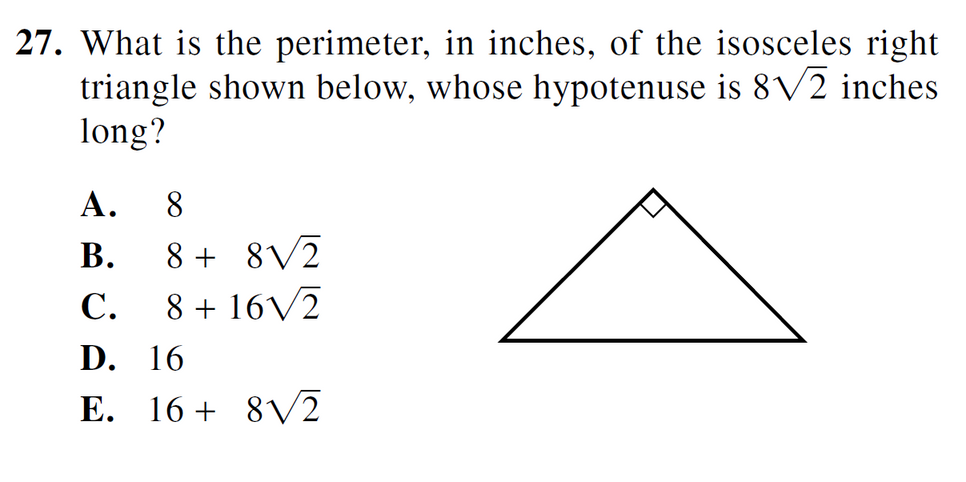 27. What is the perimeter, in inches, of the isosceles right
triangle shown below, whose hypotenuse is 8√2 inches
long?
A. 8
B. 8 + 8√2
C. 8 + 16√2
D. 16
E. 16 + 8√2